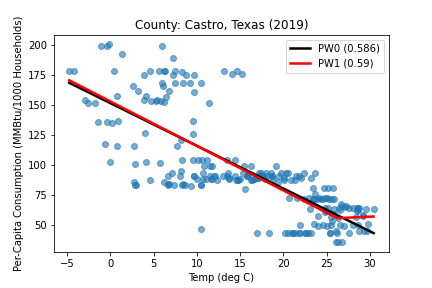 County: Castro, Texas (2019)
PW0 (0.586)
PW1 (0.59)
Per-Capita Consumption (MMBtu/1000 Households)
200
175
150
125
100
75
50
−5 0 5 10 15 20 25 30
Temp (deg C)